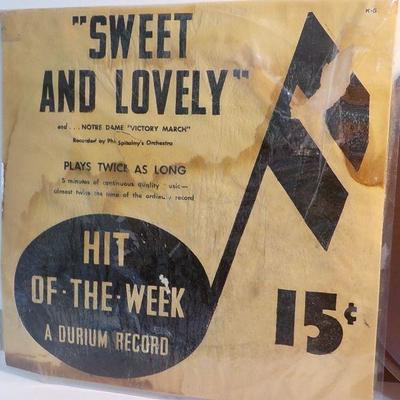 K-5
"SWEET
AND LOVELY"
and . . . NOTRE DAME "VICTORY MARCH"
Recorded by Phil Spitalny's Orchestra
PLAYS TWICE AS LONG
5 minutes of continuous quality music—
almost twice the time of the ordinary record
HIT
OF·THE·WEEK
A DURIUM RECORD
15¢